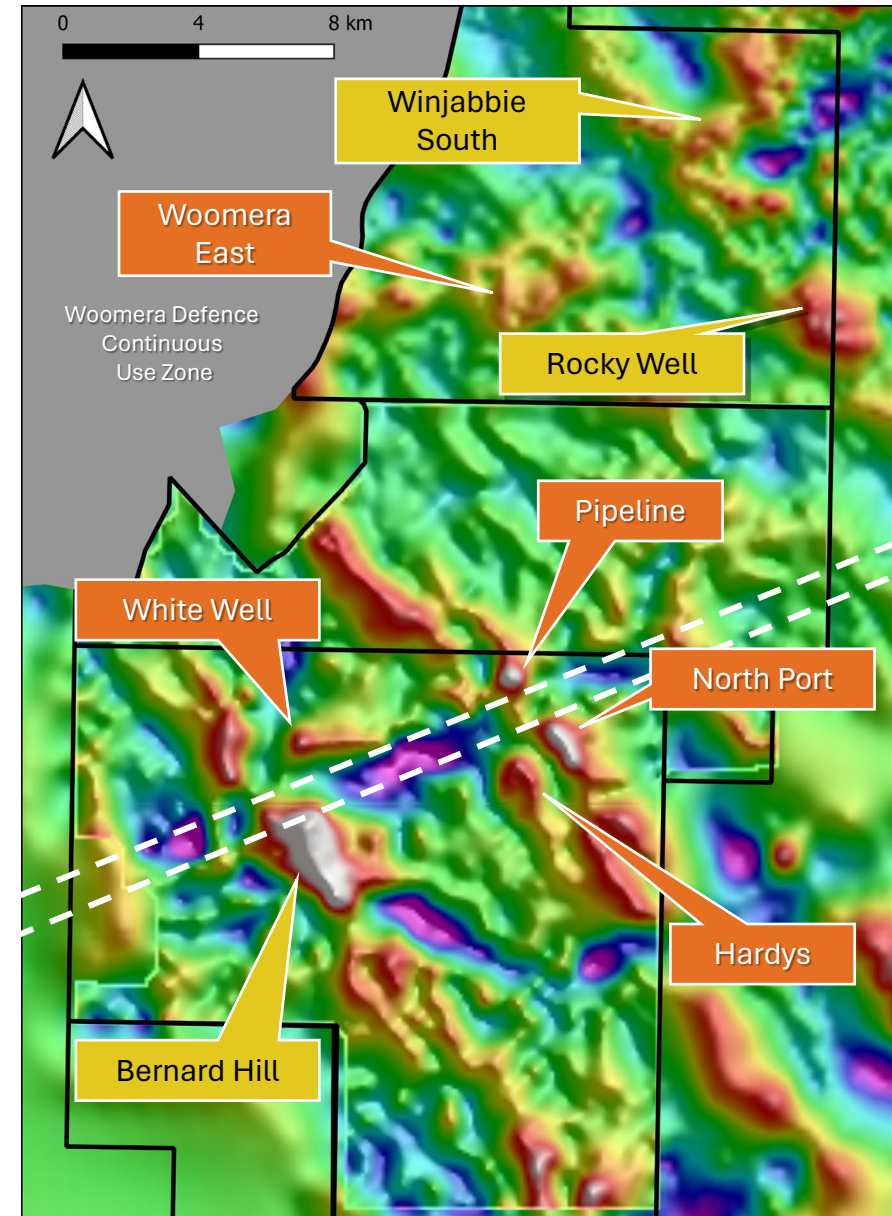 0 4 8 km
Winjabbie
South
Woomera
East
Woomera Defence
Continuous
Use Zone
Rocky Well
Pipeline
White Well
North Port
Hardys
Bernard Hill